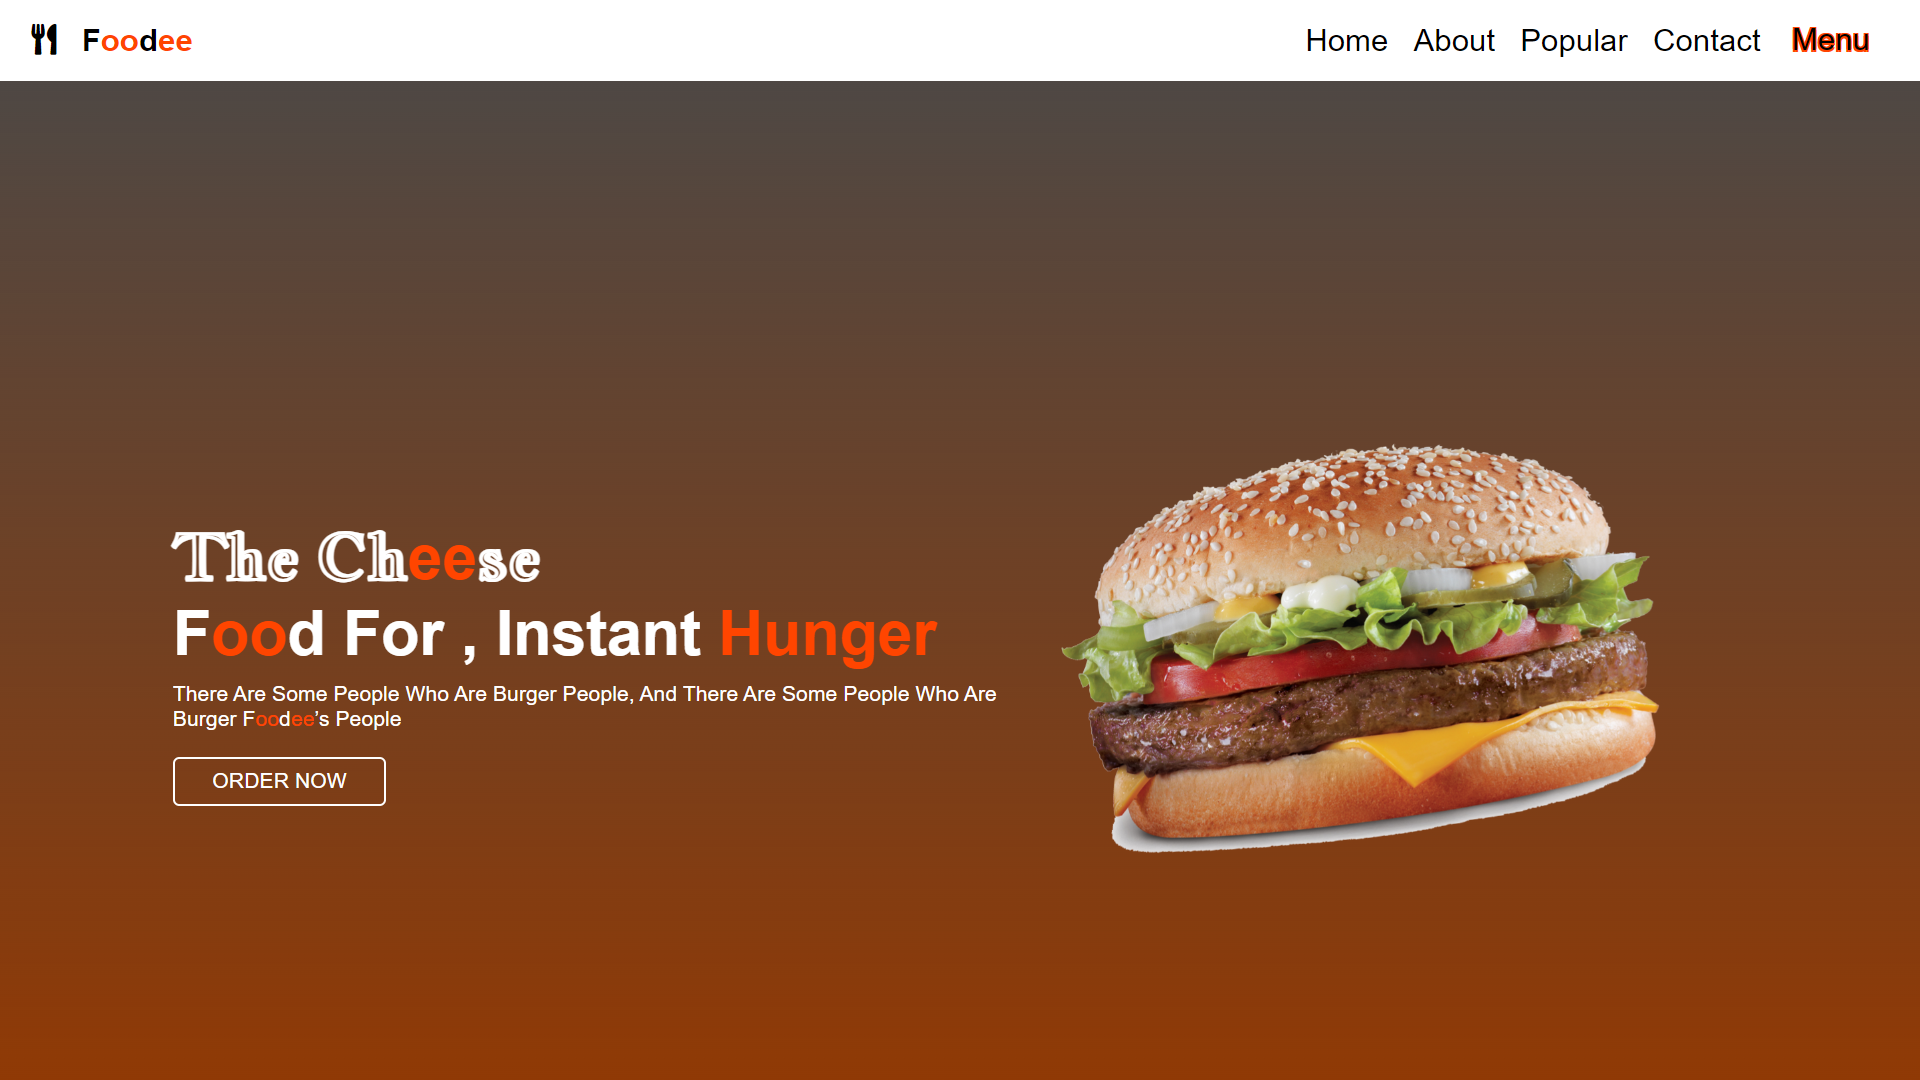 Foodee
Home About Popular Contact Menu
The Cheese
Food For , Instant Hunger
There Are Some People Who Are Burger People, And There Are Some People Who Are
Burger Foodee’s People
ORDER NOW